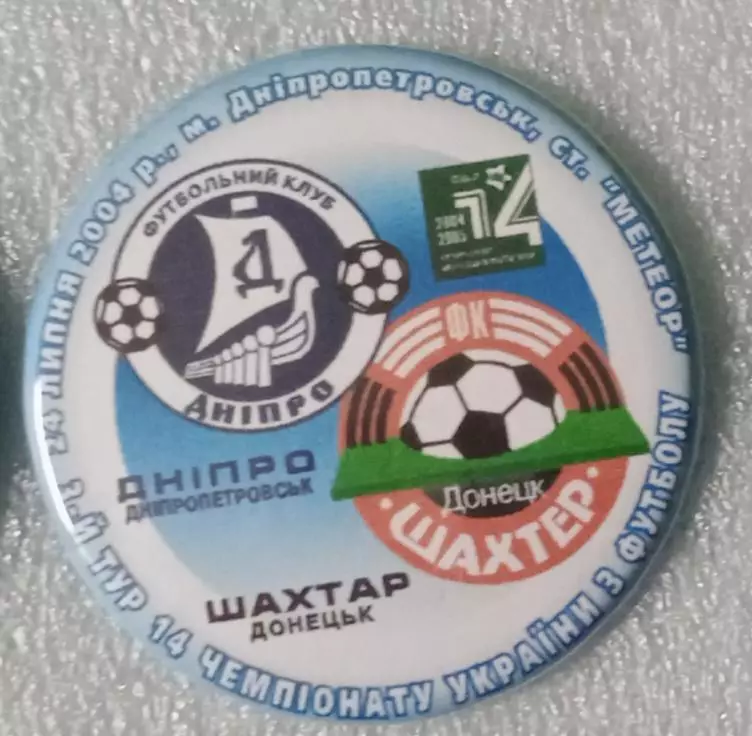 24 ЛИПНЯ 2004 р., м. Дніпропетровськ, ст. "МЕТЕОР"
ФУТБОЛЬНИЙ КЛУБ
Д
ДНІПРО
14
2004
2005
ФК
Донецк
ШАХТЕР
ДНІПРО
ДНІПРОПЕТРОВСЬК
ШАХТАР
ДОНЕЦЬК
-Й ТУР 14 ЧЕМПІОНАТУ УКРАЇНИ З ФУТБОЛУ